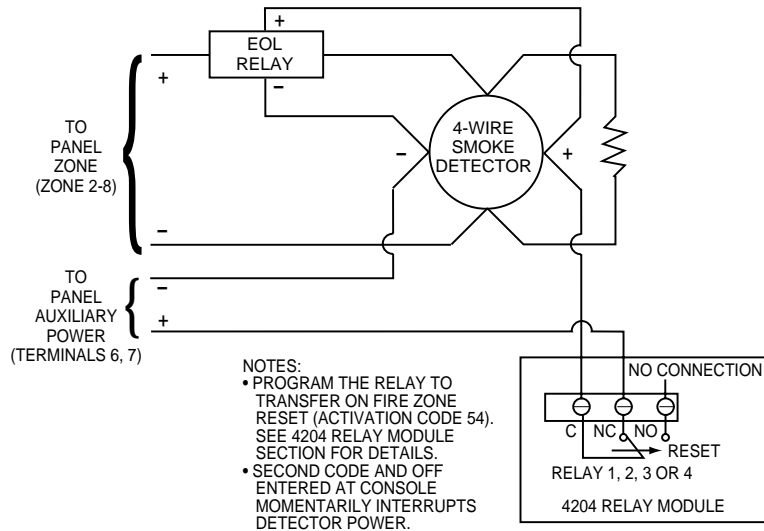 +
EOL
RELAY
+
−
TO
PANEL
ZONE
(ZONE 2-8)
4-WIRE
SMOKE
DETECTOR
−
+
−
TO
PANEL
AUXILIARY
POWER
(TERMINALS 6, 7)
−
+
NOTES:
• PROGRAM THE RELAY TO
TRANSFER ON FIRE ZONE
RESET (ACTIVATION CODE 54).
SEE 4204 RELAY MODULE
SECTION FOR DETAILS.
• SECOND CODE AND OFF
ENTERED AT CONSOLE
MOMENTARILY INTERRUPTS
DETECTOR POWER.
NO CONNECTION
C NC NO
RESET
RELAY 1, 2, 3 OR 4
4204 RELAY MODULE